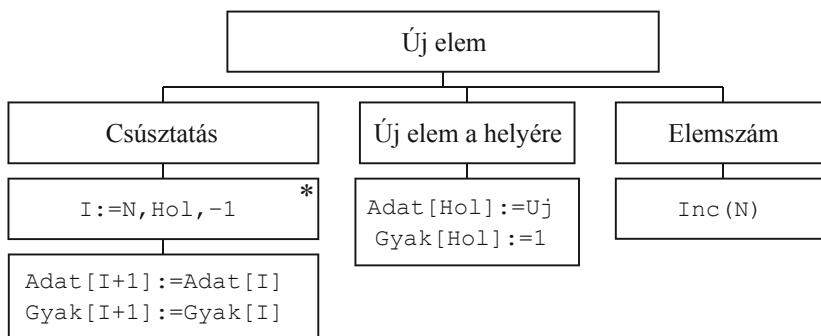 Új elem
Csúsztatás
Új elem a helyére
Elemszám
I:=N,Hol,–1
*
Adat[Hol]:=Uj
Gyak[Hol]:=1
Inc(N)
Adat[I+1]:=Adat[I]
Gyak[I+1]:=Gyak[I]